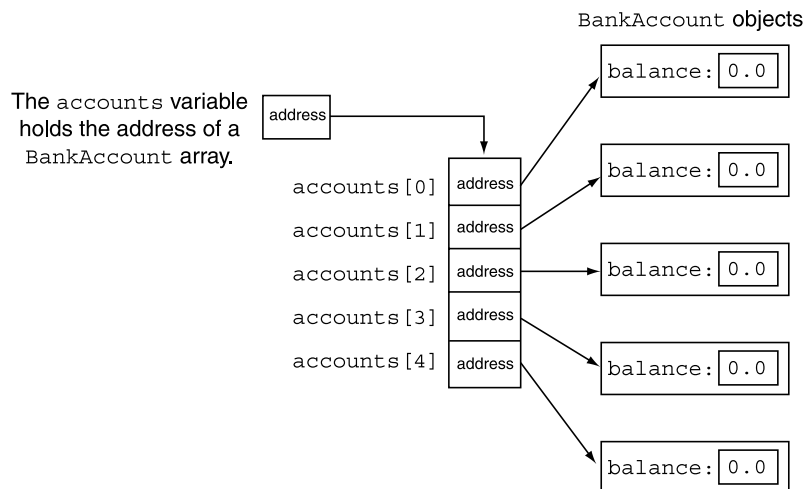 BankAccount objects
balance: 0.0
The accounts variable
holds the address of a
BankAccount array.
address
accounts[0] address
balance: 0.0
accounts[1] address
accounts[2] address
balance: 0.0
accounts[3] address
accounts[4] address
balance: 0.0
balance: 0.0